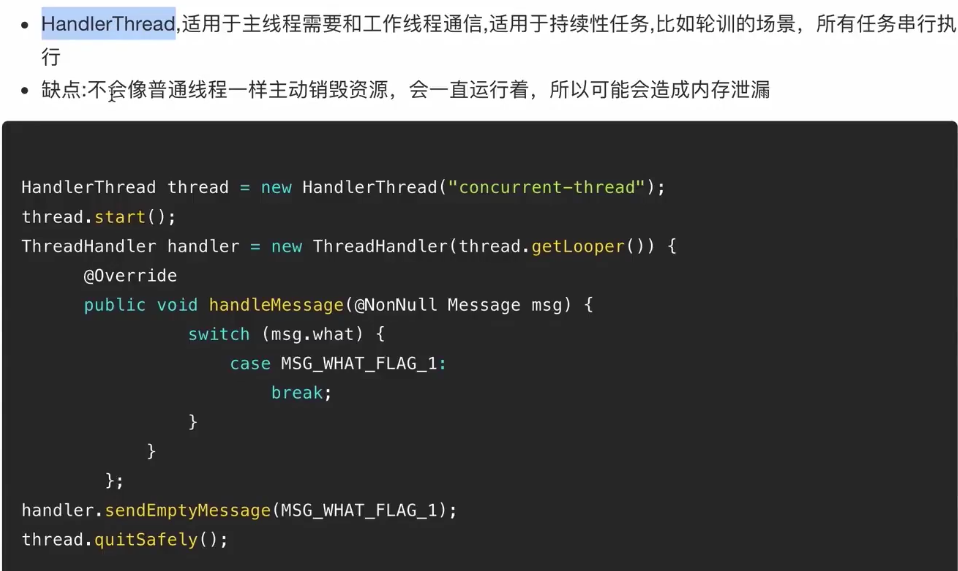 HandlerThread,适用于主线程需要和工作线程通信,适用于持续性任务,比如轮训的场景，所有任务串行执
行
缺点:不会像普通线程一样主动销毁资源，会一直运行着，所以可能会造成内存泄漏
HandlerThread thread = new HandlerThread("concurrent-thread");
thread.start();
ThreadHandler handler = new ThreadHandler(thread.getLooper()) {
@Override
public void handleMessage(@NonNull Message msg) {
switch (msg.what) {
case MSG_WHAT_FLAG_1:
break;
}
}
};
handler.sendEmptyMessage(MSG_WHAT_FLAG_1);
thread.quitSafely();